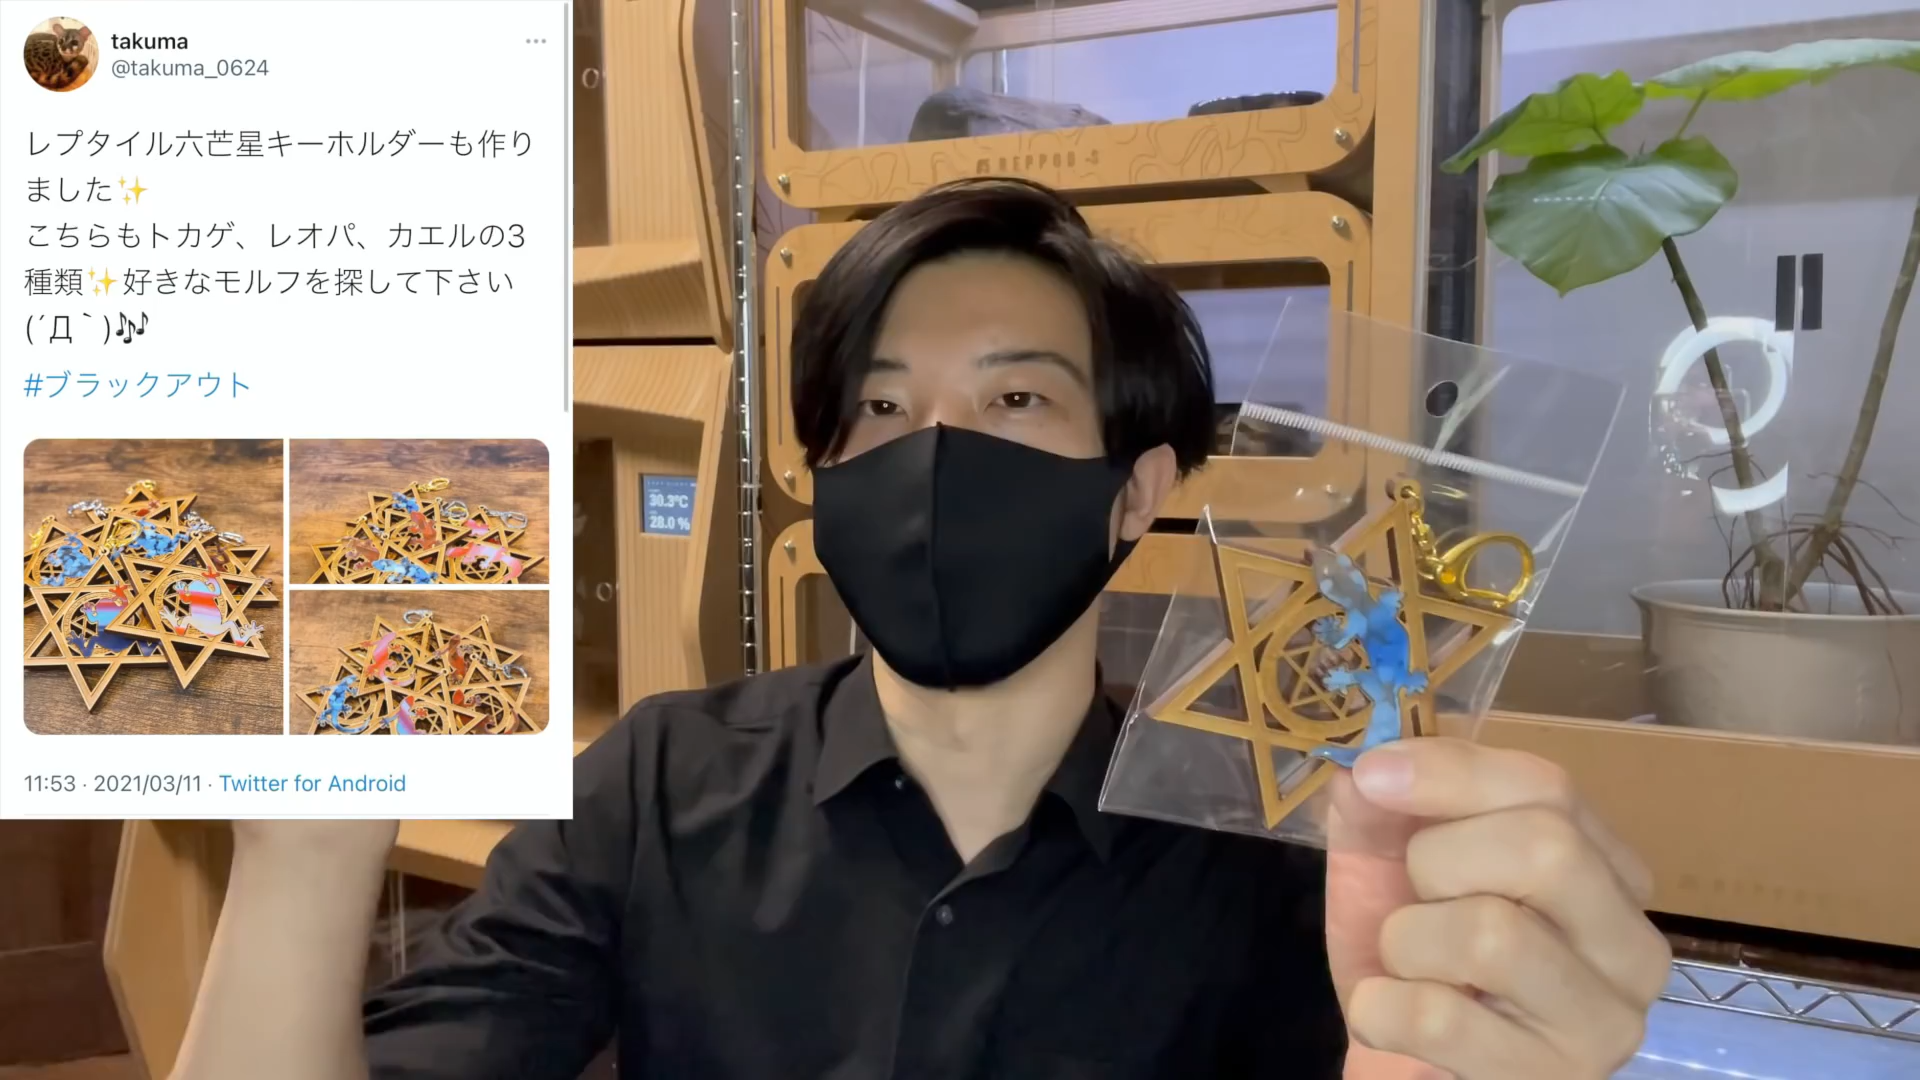 takuma
@takuma_0624
レプタイル六芒星キーホルダーも作り
ました✨
こちらもトカゲ、レオパ、カエルの3
種類✨好きなモルフを探して下さい
(´Д｀)🎶
#ブラックアウト
11:53 · 2021/03/11 · Twitter for Android
REPPOD-S
30.3℃
28.0 %